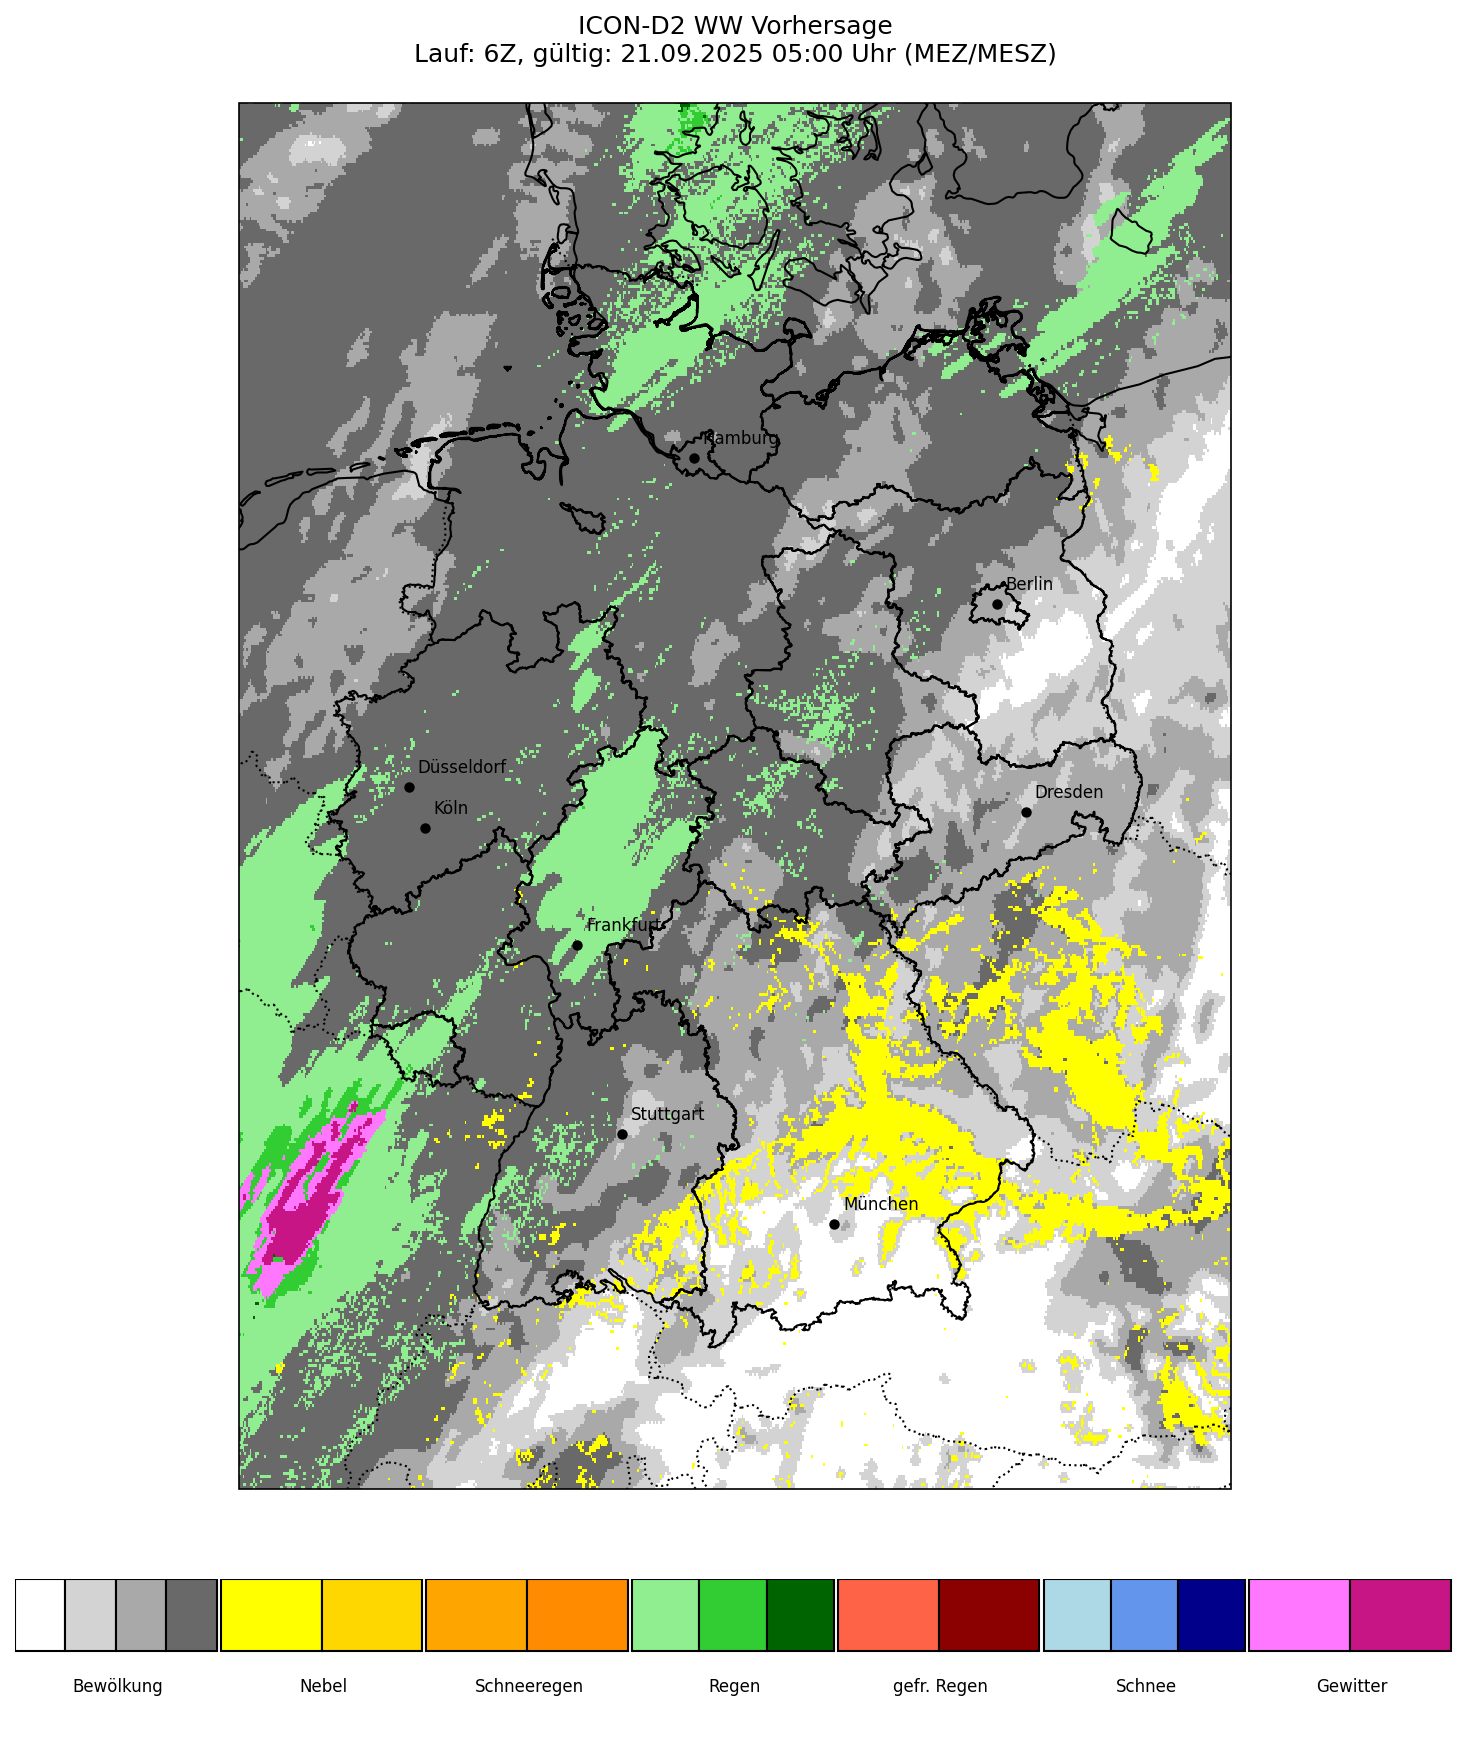 ICON-D2 WW Vorhersage
Lauf: 6Z, gültig: 21.09.2025 05:00 Uhr (MEZ/MESZ)
Hamburg
Berlin
Düsseldorf
Köln
Dresden
Frankfurt
Stuttgart
München
Bewölkung
Nebel
Schneeregen
Regen
gefr. Regen
Schnee
Gewitter